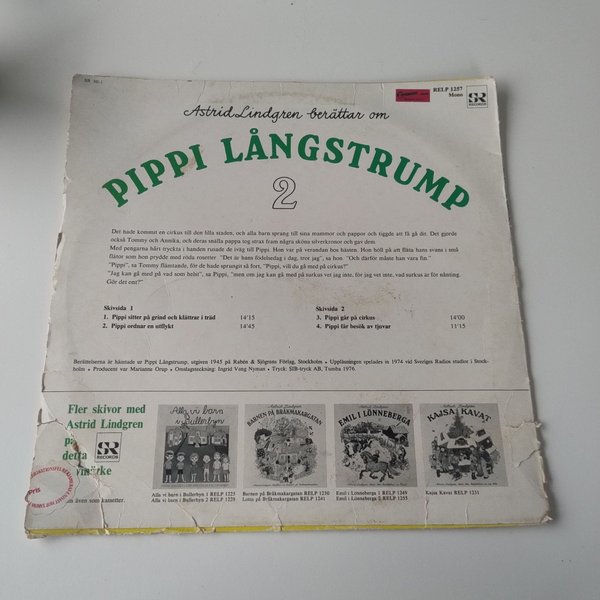 RELP 1257
Mono
SR
RECORDS
Astrid Lindgren berättar om
PIPPI LÅNGSTRUMP
2
Det hade kommit en cirkus till den lilla staden, och alla barn sprang till sina mammor och pappor och tiggde att få gå dit. Det gjorde
också Tommy och Annika, och deras snälla pappa tog strax fram några sköna silverkronor och gav dem.
Med pengarna hårt tryckta i handen rusade de iväg till Pippi. Hon var på verandan hos hästen. Hon höll på att fläta hans svans i små
flätor som hon prydde med röda rosetter. "Det är hans födelsedag i dag, tror jag", sa hon. "Och därför måste han vara fin."
"Pippi", sa Tommy flämtande, för de hade sprungit så fort, "Pippi, vill du gå med på cirkus?"
"Jag kan gå med på vad som helst", sa Pippi, "men om jag kan gå med på surkus vet jag inte, för jag vet inte, vad surkus är för nånting.
Gör det ont?"
Skivsida 1
1. Pippi sitter på grind och klättrar i träd 14'15
2. Pippi ordnar en utflykt 14'45
Skivsida 2
3. Pippi går på cirkus 14'00
4. Pippi får besök av tjuvar 11'15
Berättelserna är hämtade ur Pippi Långstrump, utgiven 1945 på Rabén & Sjögrens Förlag, Stockholm • Uppläsningen spelades in 1974 vid Sveriges Radios studios i Stock-
holm • Producent var Marianne Orup • Omslagsteckning: Ingrid Vang Nyman • Tryck: SIB-tryck AB, Tumba 1976.
Fler skivor med
Astrid Lindgren
på
detta
märke
SR
RECORDS
även som kassetter.
Pris
Alla vi barn
i Bullerbyn
Astrid Lindgren
BARNEN PÅ BRÅKMAKARGATAN
Astrid Lindgren
EMIL I LÖNNEBERGA
Astrid Lindgren
KAJSA KAVAT
Alla vi barn i Bullerbyn 1 RELP 1225
Alla vi barn i Bullerbyn 2 RELP 1228
Barnen på Bråkmakargatan RELP 1230
Lotta på Bråkmakargatan RELP 1240
Emil i Lönneberga 1 RELP 1249
Emil i Lönneberga 2 RELP 1255
Kajsa Kavat RELP 1231